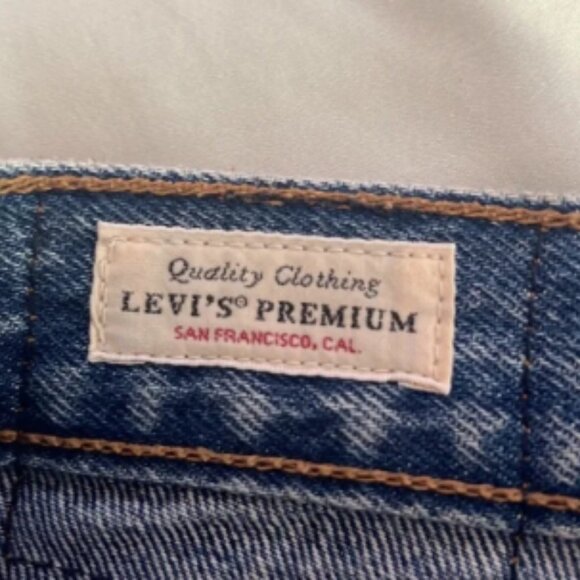 Quality Clothing
LEVI'S® PREMIUM
SAN FRANCISCO, CAL.